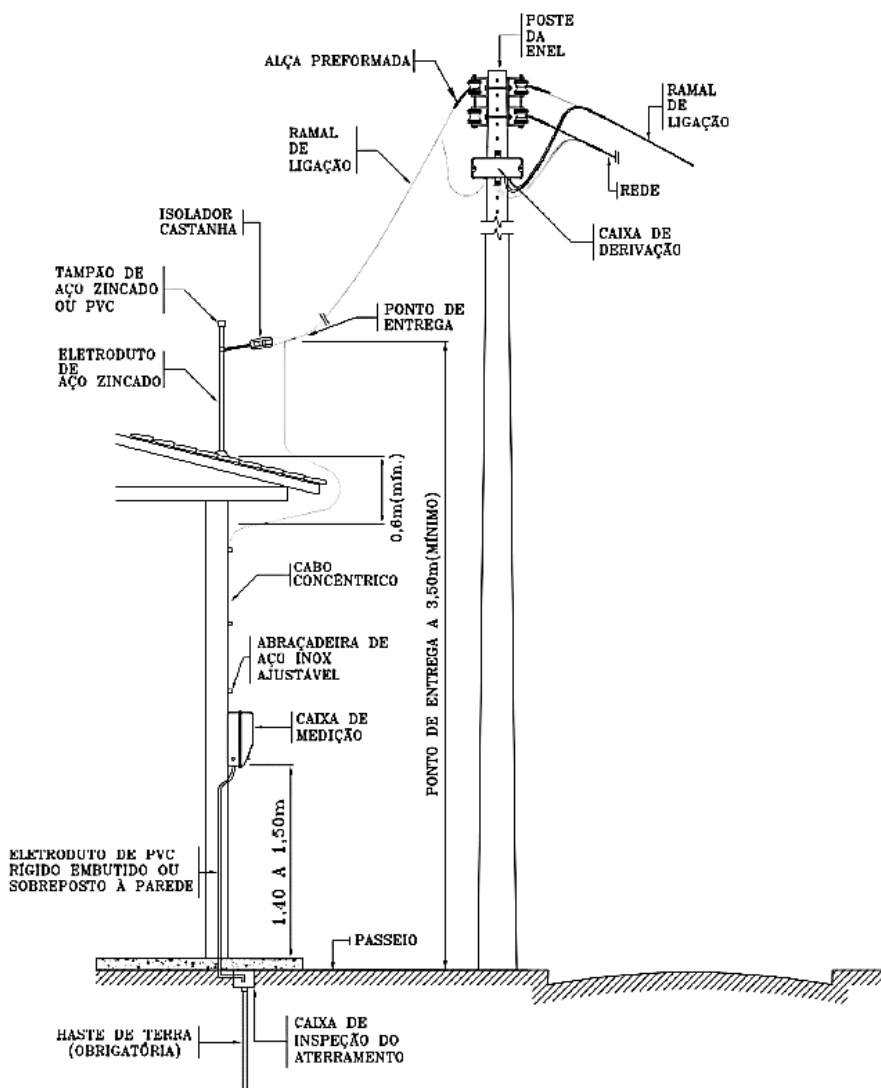 POSTE
DA
ENEL
ALÇA PREFORMADA
RAMAL
DE
LIGAÇÃO
RAMAL
DE
LIGAÇÃO
REDE
ISOLADOR
CASTANHA
CAIXA DE
DERIVAÇÃO
TAMPÃO DE
AÇO ZINCADO
OU PVC
PONTO DE
ENTREGA
ELETRODUTO
DE
AÇO ZINCADO
0,6m(mín.)
PONTO DE ENTREGA A 3,50m(MÍNIMO)
CABO
CONCÊNTRICO
ABRAÇADEIRA DE
AÇO INOX
AJUSTÁVEL
CAIXA DE
MEDIÇÃO
1,40 A 1,50m
ELETRODUTO DE PVC
RÍGIDO EMBUTIDO OU
SOBREPOSTO À PAREDE
PASSEIO
HASTE DE TERRA
(OBRIGATÓRIA)
CAIXA DE
INSPEÇÃO DO
ATERRAMENTO